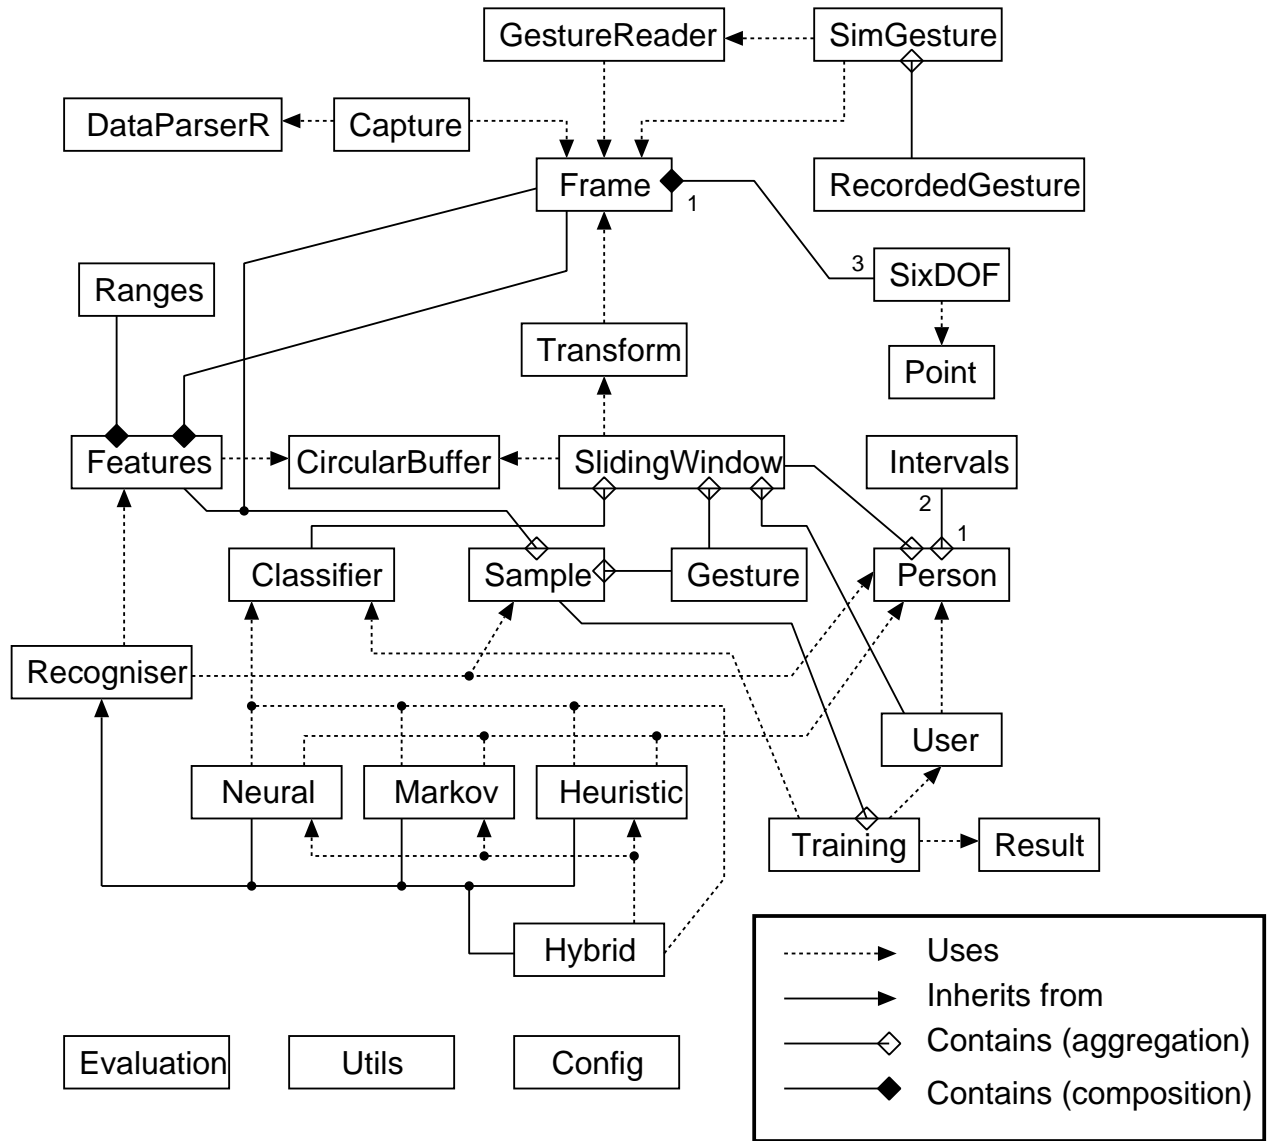 GestureReader
SimGesture
DataParserR
Capture
Frame
1
RecordedGesture
3
SixDOF
Ranges
Transform
Point
Features
CircularBuffer
SlidingWindow
Intervals
2
1
Classifier
Sample
Gesture
Person
Recogniser
User
Neural
Markov
Heuristic
Training
Result
Hybrid
Uses
Inherits from
Contains (aggregation)
Contains (composition)
Evaluation
Utils
Config